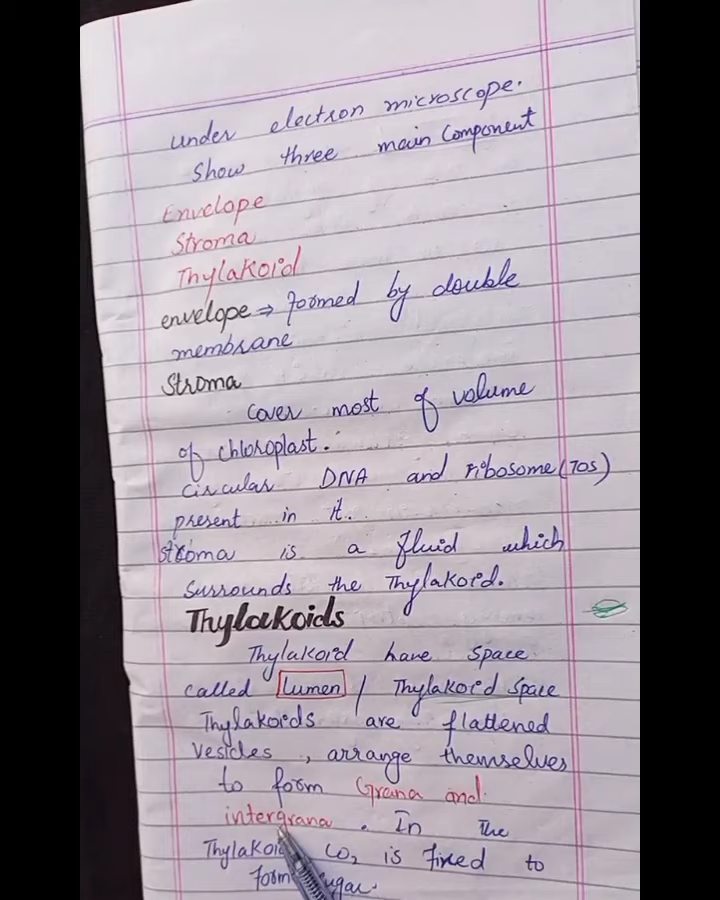 under electron microscope.
Show three main Component
Envelope
Stroma
Thylakoid
envelope ⇒ formed by double
membrane
Stroma
Cover most of volume
of chloroplast.
circular DNA and ribosome (70s)
present in it.
stroma is a fluid which
surrounds the Thylakoid.
Thylakoids
Thylakoid have space
called Lumen / Thylakoid space
Thylakoids are flattened
vesicles, arrange themselves
to form Grana and
intergrana. In the
Thylakoid CO₂ is fixed to
form sugar.